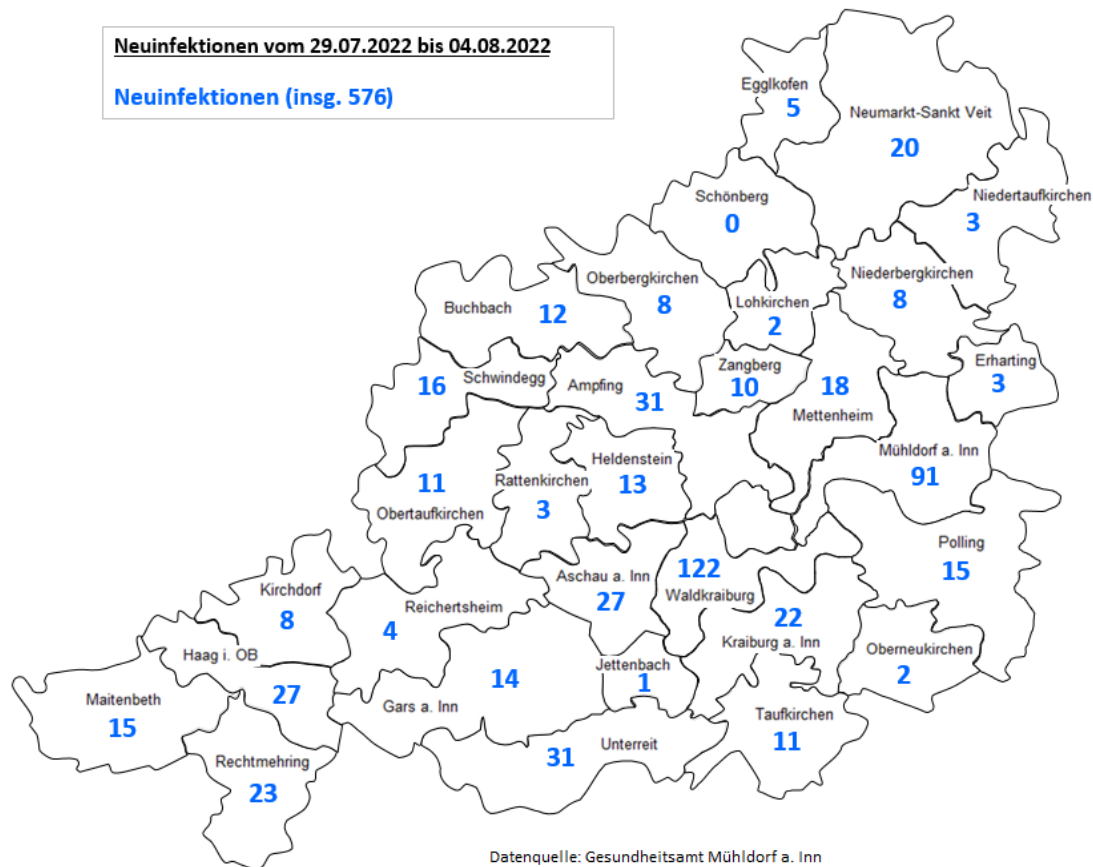 Neuinfektionen vom 29.07.2022 bis 04.08.2022
Neuinfektionen (insg. 576)
Egglkofen
5
Neumarkt-Sankt Veit
20
Schönberg
0
Niedertaufkirchen
3
Oberbergkirchen
8
Niederbergkirchen
8
Lohkirchen
2
Buchbach 12
Zangberg
10
Erharting
3
16 Schwindegg
Ampfing
31
18
Mettenheim
Mühldorf a. Inn
91
11
Obertaufkirchen
Rattenkirchen
3
Heldenstein
13
Polling
15
Aschau a. Inn
27
122
Waldkraiburg
22
Kraiburg a. Inn
Kirchdorf
8
Reichertsheim
4
Oberneukirchen
2
Haag i. OB
27
Jettenbach
1
14
Gars a. Inn
Maitenbeth
15
Taufkirchen
11
31 Unterreit
Rechtmehring
23
Datenquelle: Gesundheitsamt Mühldorf a. Inn